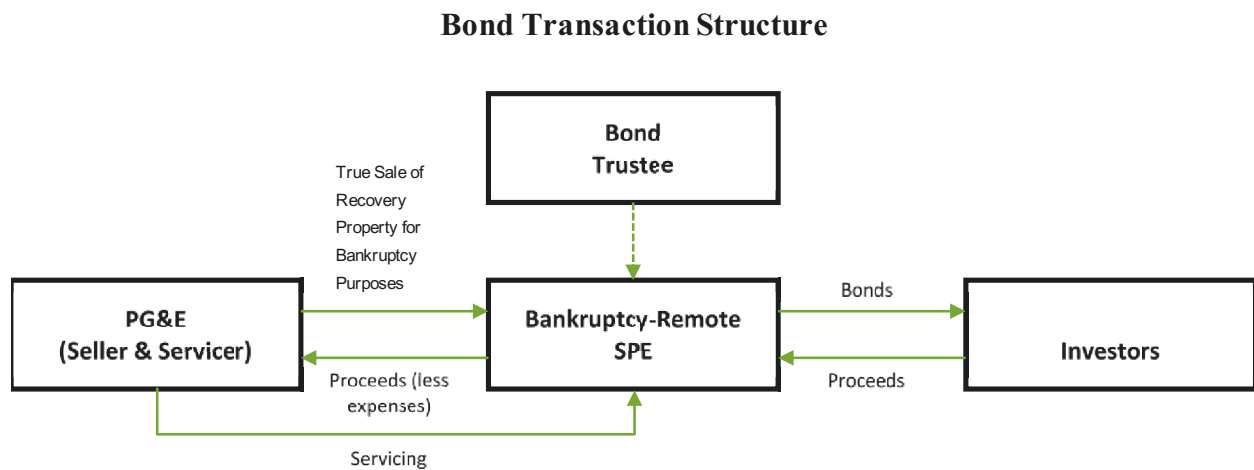 Bond Transaction Structure
Bond
Trustee
True Sale of
Recovery
Property for
Bankruptcy
Purposes
PG&E
(Seller & Servicer)
Bankruptcy-Remote
SPE
Bonds
Investors
Proceeds (less
expenses)
Proceeds
Servicing